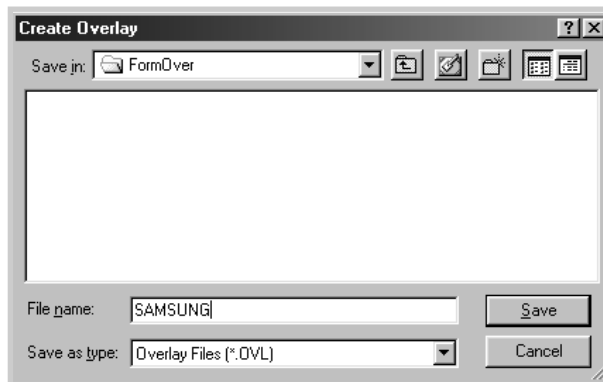 Create Overlay
Save in: FormOver
File name: SAMSUNG
Save
Save as type: Overlay Files (*.OVL)
Cancel